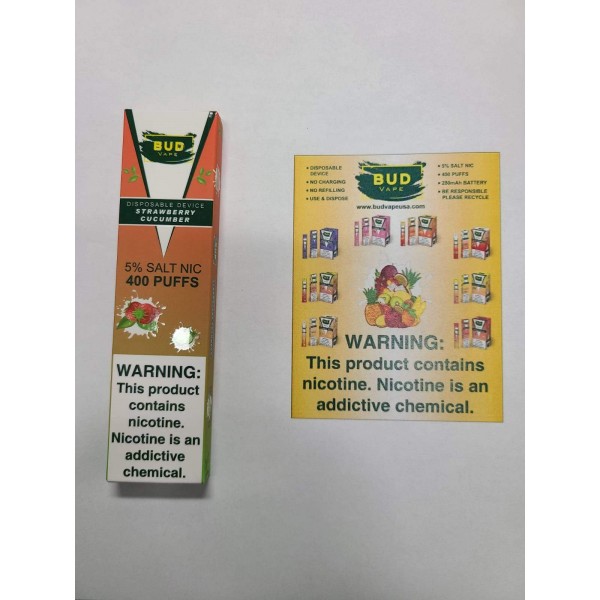 BUD
VAPE
DISPOSABLE DEVICE
STRAWBERRY
CUCUMBER
5% SALT NIC
400 PUFFS
WARNING:
This product
contains
nicotine.
Nicotine is an
addictive
chemical.
• DISPOSABLE
DEVICE
• NO CHARGING
• NO REFILLING
• USE & DISPOSE
BUD
VAPE
www.budvapeusa.com
• 5% SALT NIC
• 400 PUFFS
• 250mAh BATTERY
• BE RESPONSIBLE
PLEASE RECYCLE
WARNING:
This product contains
nicotine. Nicotine is an
addictive chemical.